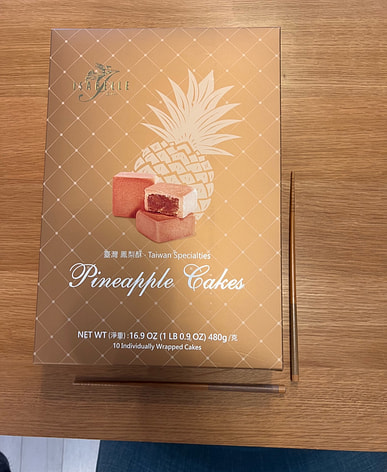 ISABELLE
臺灣 鳳梨酥 · Taiwan Specialties
Pineapple Cakes
NET WT (淨重) :16.9 OZ (1 LB 0.9 OZ) 480g/克
10 Individually Wrapped Cakes